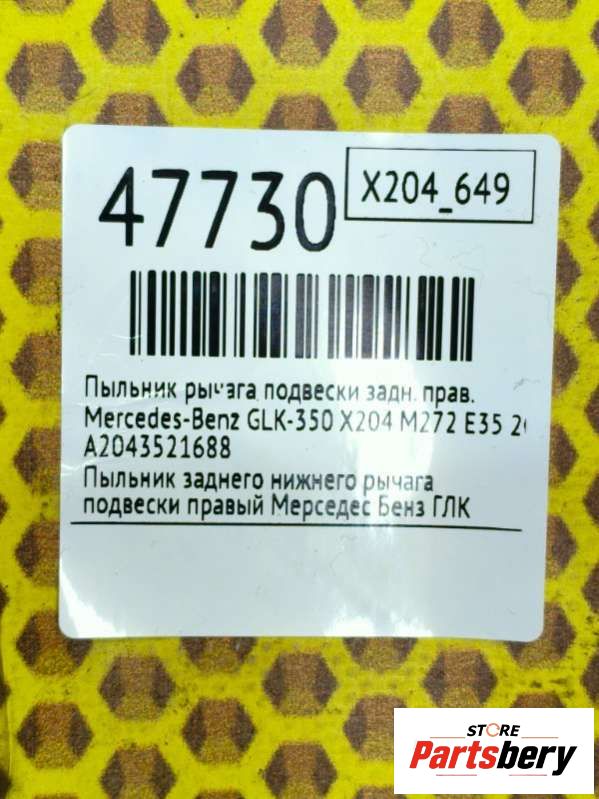 47730
X204_649
Пыльник рычага подвески задн. прав.
Mercedes-Benz GLK-350 X204 M272 E35
A2043521688
Пыльник заднего нижнего рычага
подвески правый Мерседес Бенз ГЛК
STORE
Partsbery